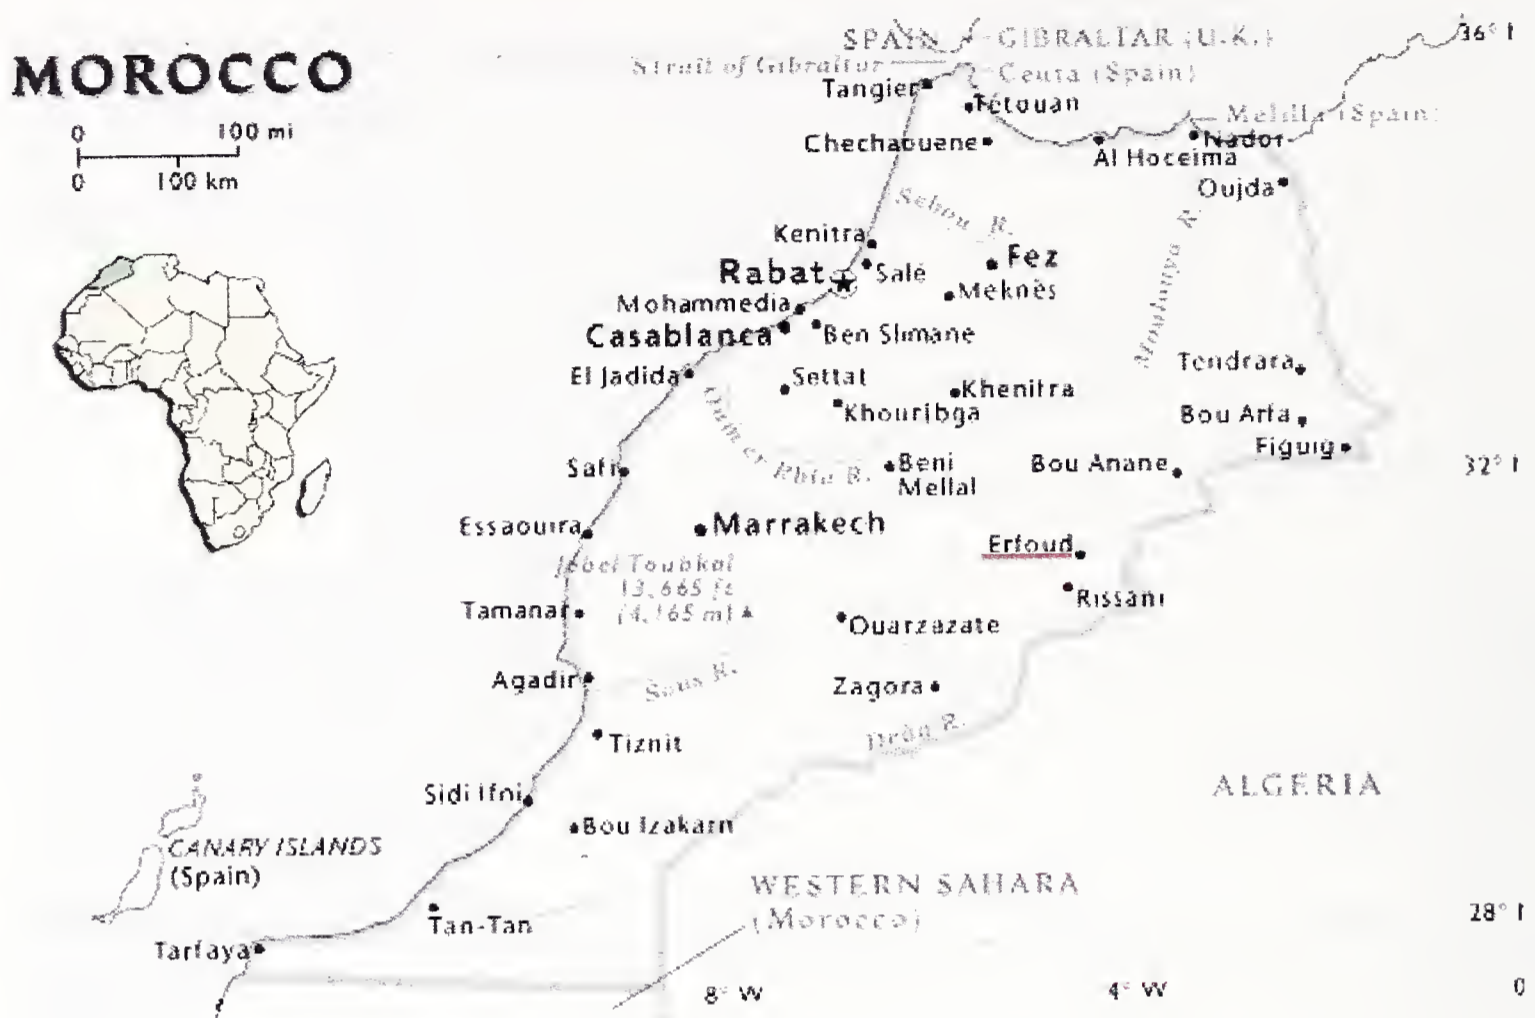 MOROCCO
0 100 mi
0 100 km
SPAIN
GIBRALTAR (U.K.)
36°
Strait of Gibraltar
Ceuta (Spain)
Tangier
Tétouan
Melilla (Spain)
Chechaouene
Nador
Al Hoceima
Oujda
Sebou R.
Moulouya R.
Kenitra
Rabat
Salé
Fez
Meknès
Mohammedia
Casablanca
Ben Slimane
El Jadida
Settat
Khenitra
Khouribga
Tendrara
Bou Arfa
Figuig
Oum er Rbia R.
Safi
Beni
Mellal
Bou Anane
32°
Essaouira
Marrakech
Erfoud
Jebel Toubkal
13,665 ft
(4,165 m)
Rissani
Tamanar
Ouarzazate
Agadir
Sous R.
Zagora
Drâa R.
Tiznit
Sidi Ifni
ALGERIA
Bou Izakarn
CANARY ISLANDS
(Spain)
WESTERN SAHARA
(Morocco)
28°
Tan-Tan
Tarfaya
8° W
4° W
0